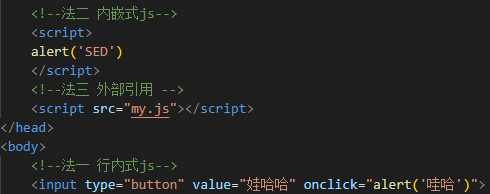 <!--法二 内嵌式js-->
<script>
alert('SED')
</script>
<!--法三 外部引用 -->
<script src="my.js"></script>
</head>
<body>
<!--法一 行内式js-->
<input type="button" value="娃哈哈" onclick="alert('哇哈')">